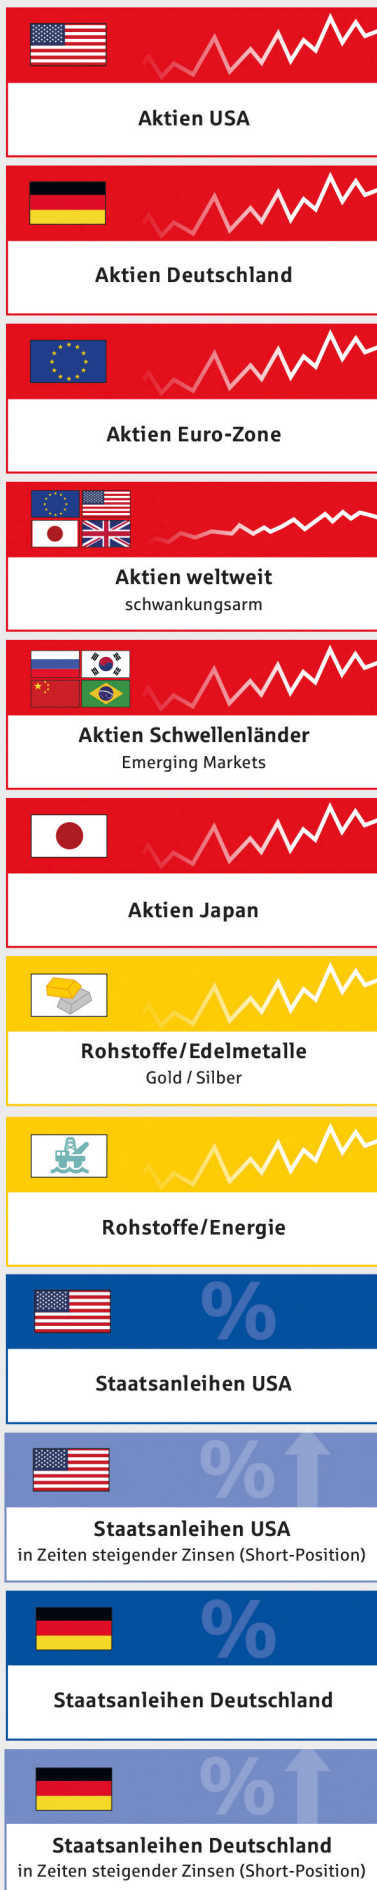 Aktien USA
Aktien Deutschland
Aktien Euro-Zone
Aktien weltweit
schwankungsarm
Aktien Schwellenländer
Emerging Markets
Aktien Japan
Rohstoffe/Edelmetalle
Gold / Silber
Rohstoffe/Energie
%
Staatsanleihen USA
%
Staatsanleihen USA
in Zeiten steigender Zinsen (Short-Position)
%
Staatsanleihen Deutschland
%
Staatsanleihen Deutschland
in Zeiten steigender Zinsen (Short-Position)